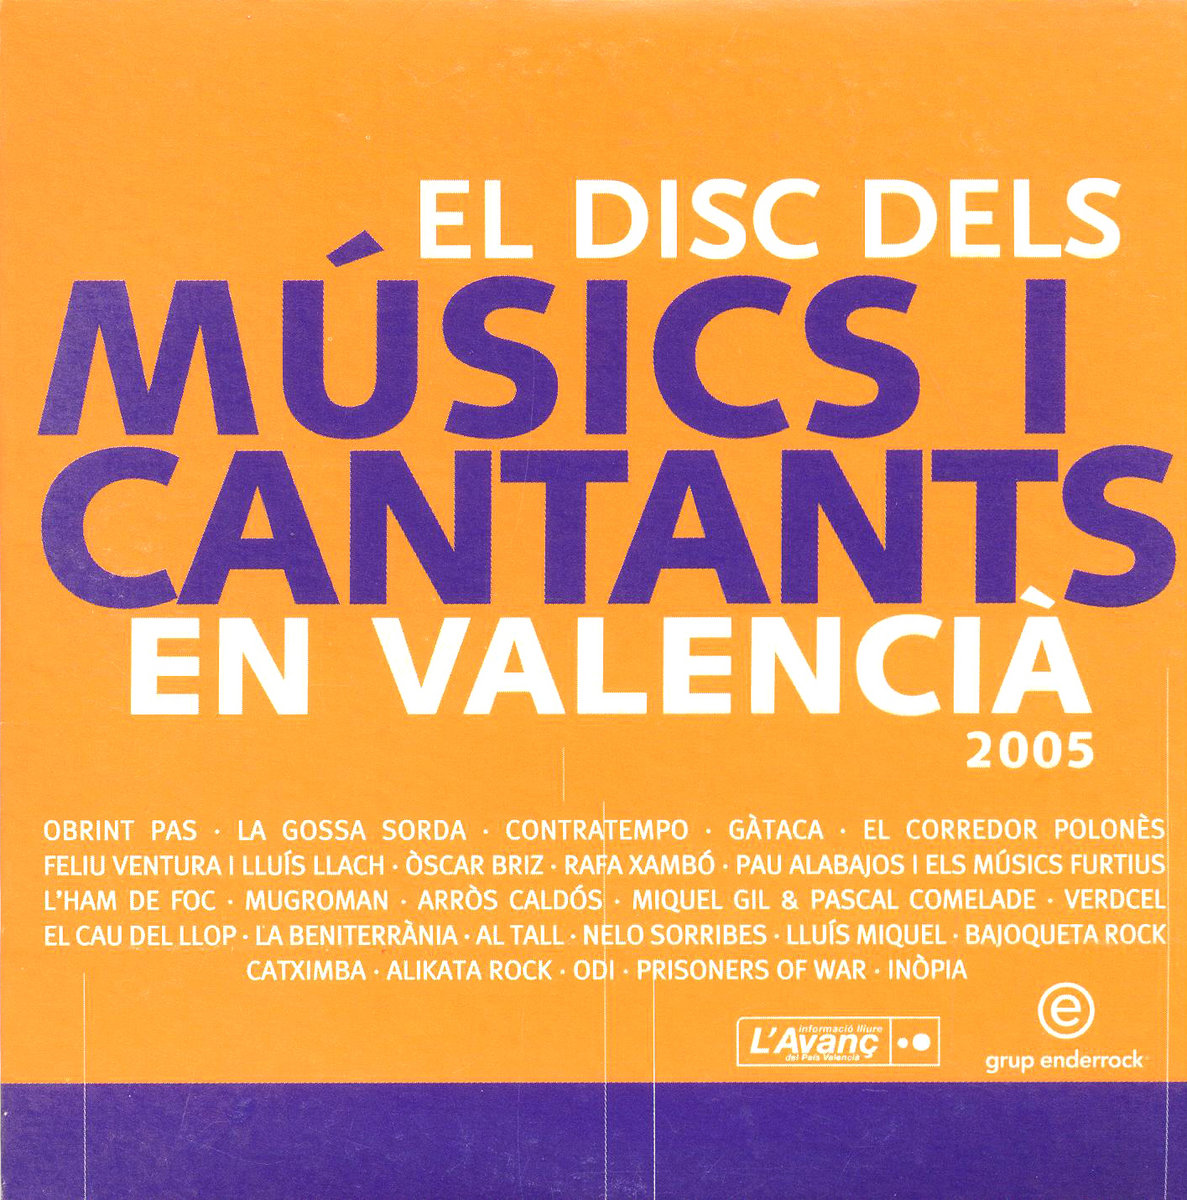 EL DISC DELS
MÚSICS I
CANTANTS
EN VALENCIÀ
2005
OBRINT PAS · LA GOSSA SORDA · CONTRATEMPO · GÀTACA · EL CORREDOR POLONÈS
FELIU VENTURA I LLUÍS LLACH · ÒSCAR BRIZ · RAFA XAMBÓ · PAU ALABAJOS I ELS MÚSICS FURTIUS
L'HAM DE FOC · MUGROMAN · ARRÒS CALDÓS · MIQUEL GIL & PASCAL COMELADE · VERDCEL
EL CAU DEL LLOP · LA BENITERRÀNIA · AL TALL · NELO SORRIBES · LLUÍS MIQUEL · BAJOQUETA ROCK
CATXIMBA · ALIKATA ROCK · ODI · PRISONERS OF WAR · INÒPIA
informació lliure
L'Avanç
del País Valencià
e
grup enderrock